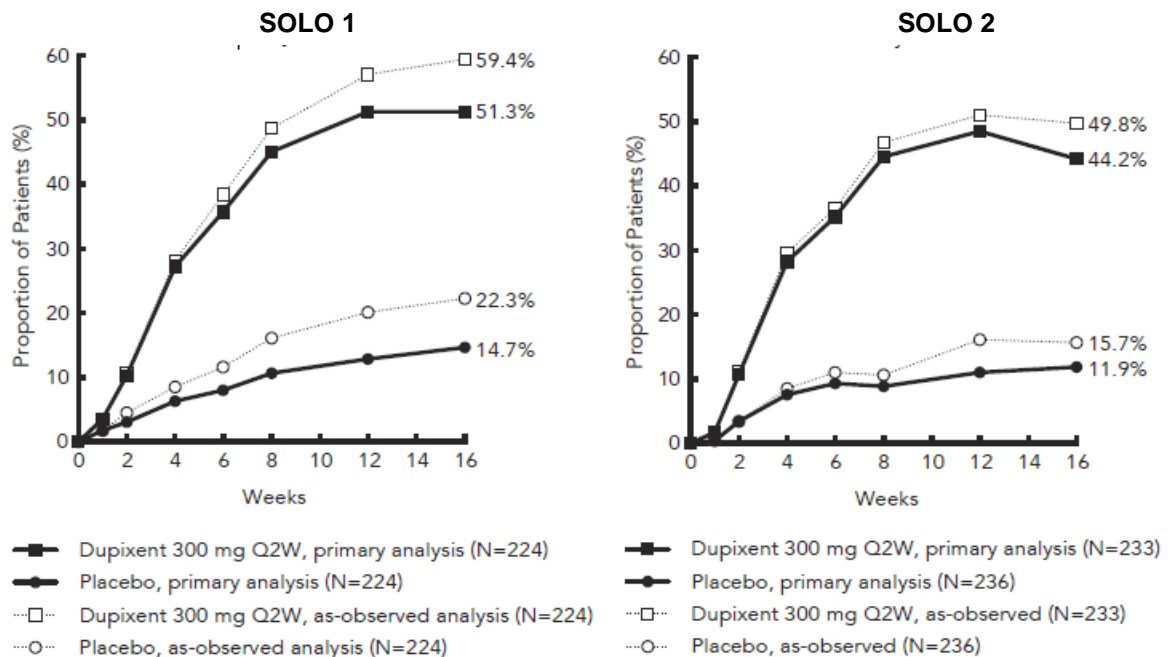 SOLO 1
SOLO 2
60
50
40
30
20
10
0
Proportion of Patients (%)
59.4%
51.3%
22.3%
14.7%
0 2 4 6 8 10 12 14 16
Weeks
Dupixent 300 mg Q2W, primary analysis (N=224)
Placebo, primary analysis (N=224)
Dupixent 300 mg Q2W, as-observed analysis (N=224)
Placebo, as-observed analysis (N=224)
60
50
40
30
20
10
0
Proportion of Patients (%)
49.8%
44.2%
15.7%
11.9%
0 2 4 6 8 10 12 14 16
Weeks
Dupixent 300 mg Q2W, primary analysis (N=233)
Placebo, primary analysis (N=236)
Dupixent 300 mg Q2W, as-observed (N=233)
Placebo, as-observed (N=236)